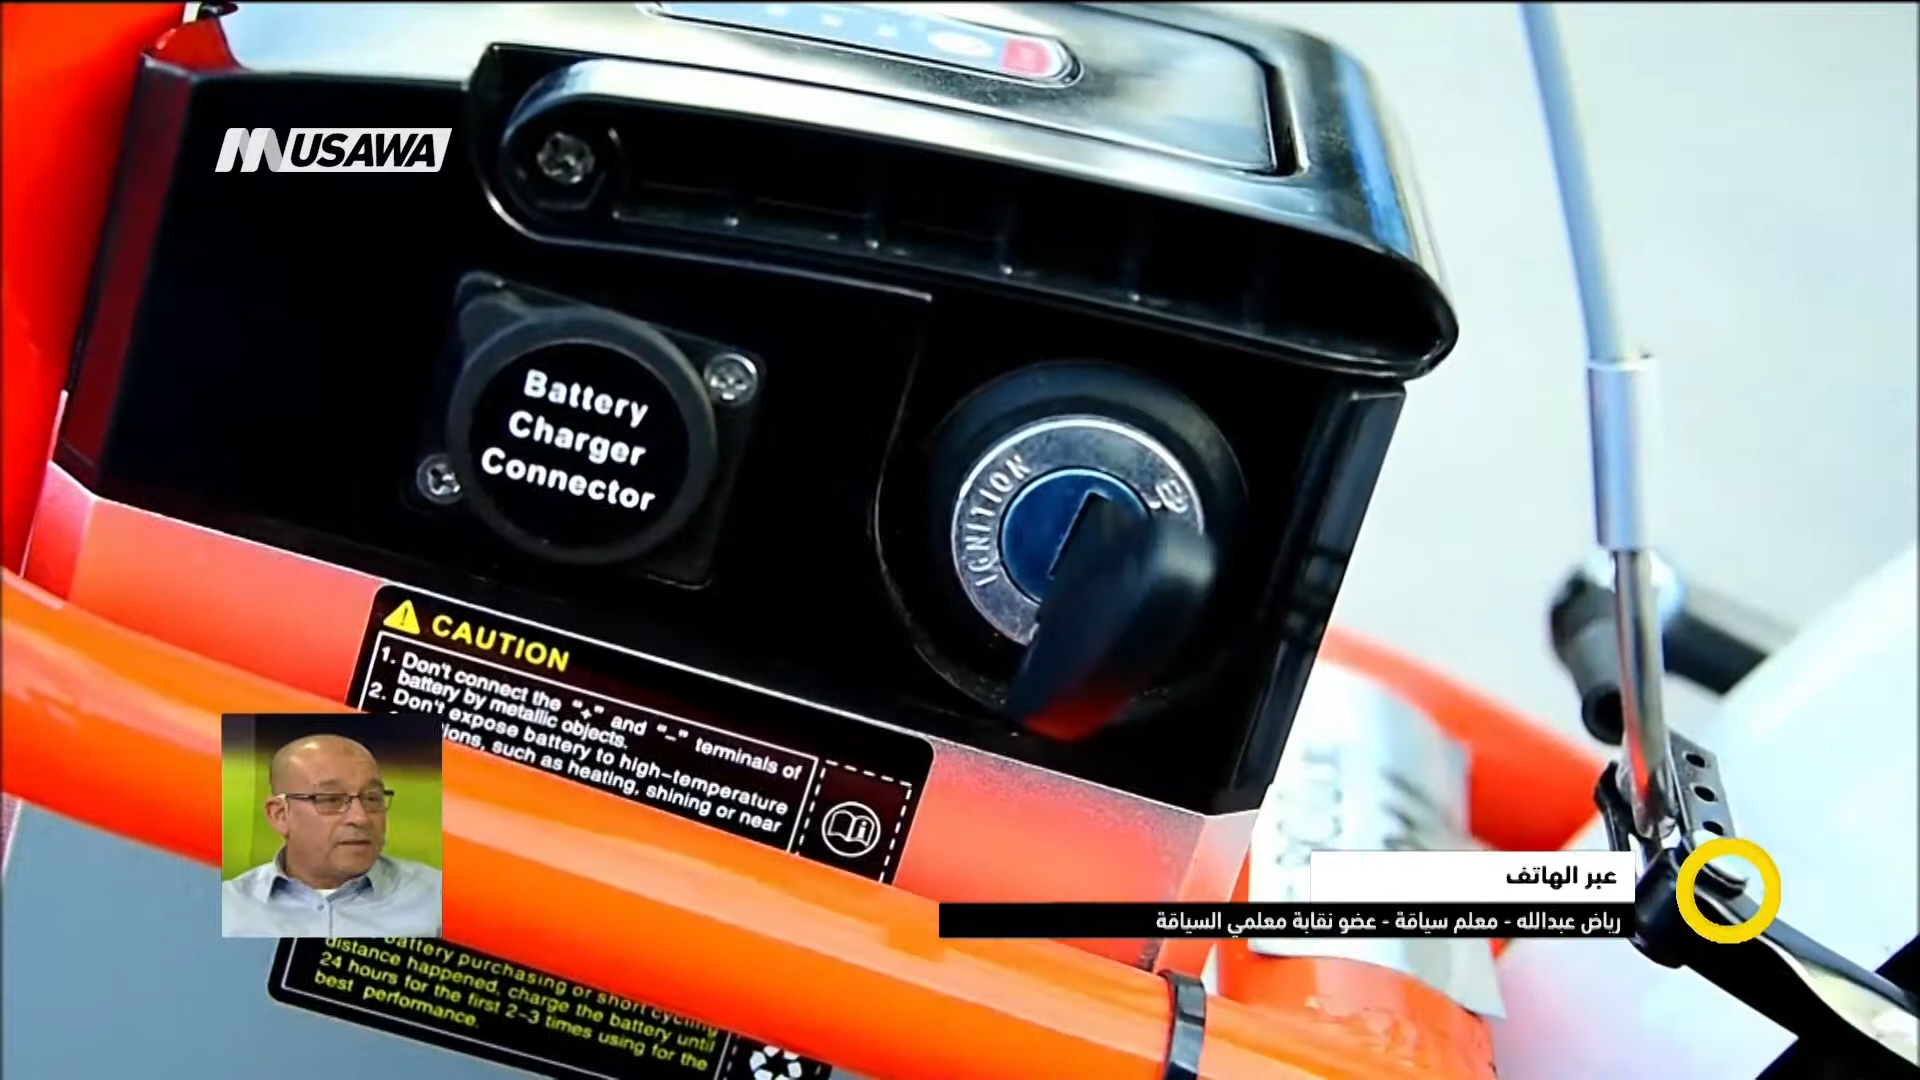 MUSAWA
Battery
Charger
Connector
IGNITION
CAUTION
1. Don't connect the "+" and "-" terminals of
battery by metallic objects.
2. Don't expose battery to high-temperature
such as heating, shining or near
battery purchasing or short cycling
distance happened, charge the battery until
24 hours for the first 2-3 times using for the
best performance.
عبر الهاتف
رياض عبدالله - معلم سياقة - عضو نقابة معلمي السياقة